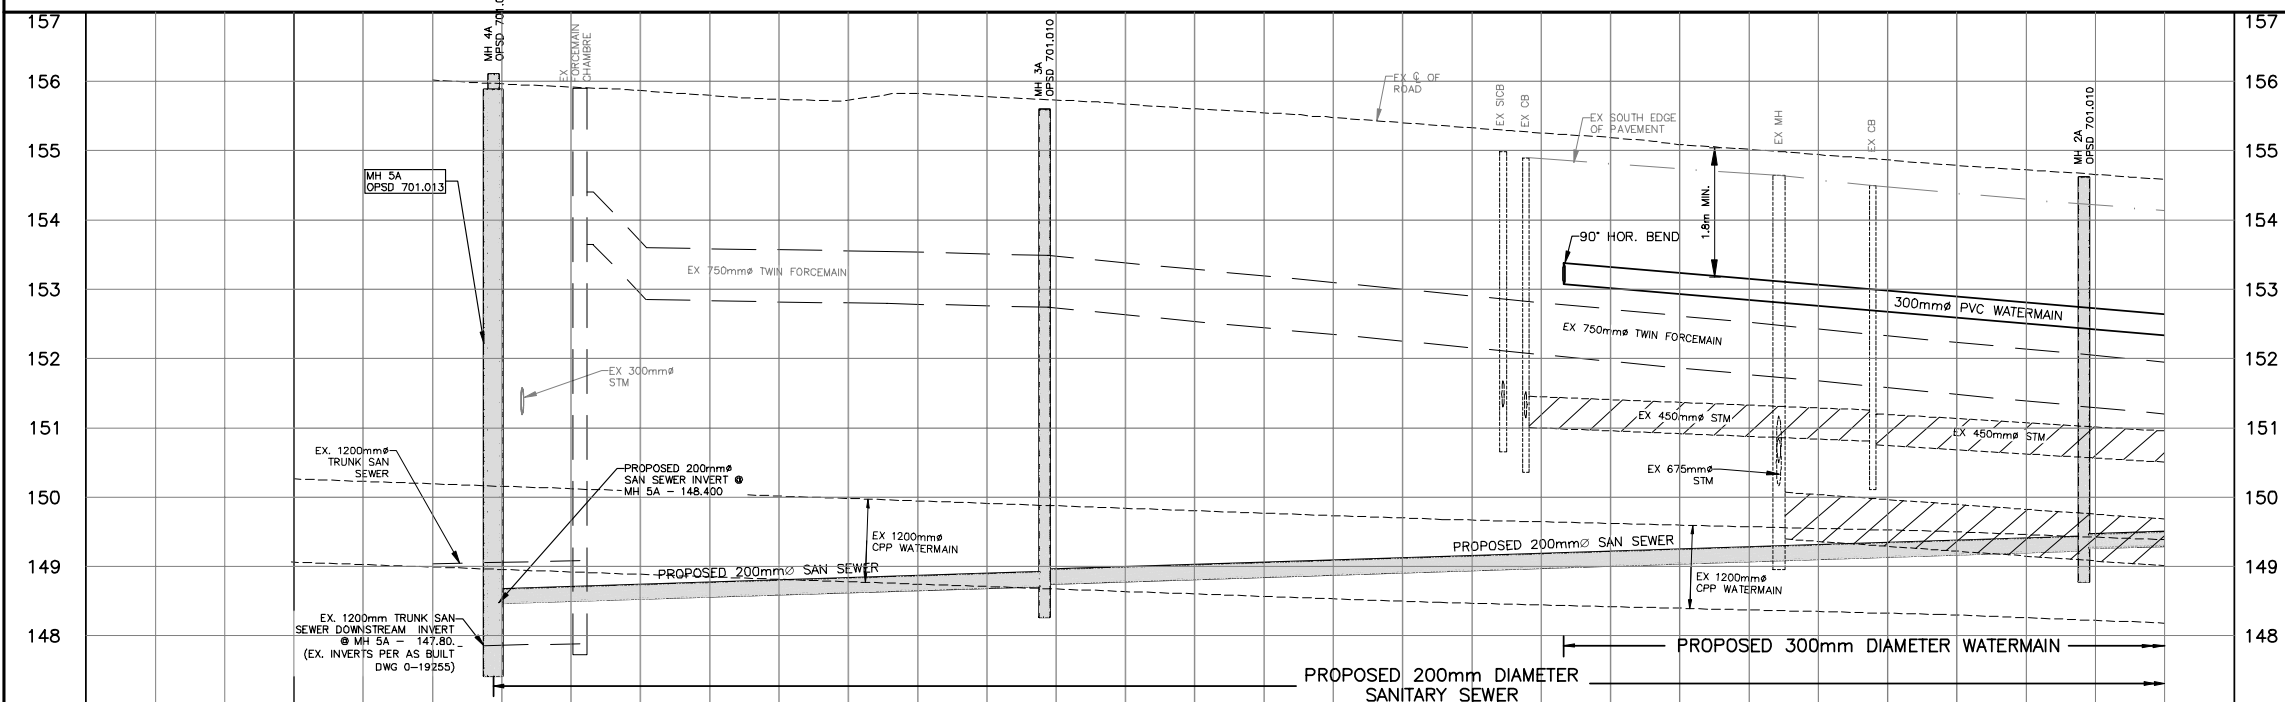 157
156
155
154
153
152
151
150
149
148
MH 4A
OPSD 701.0
EX
FORCEMAIN
CHAMBRE
MH 5A
OPSD 701.013
EX 300mmø
STM
EX. 1200mmø
TRUNK SAN
SEWER
PROPOSED 200mmø
SAN SEWER INVERT @
MH 5A - 148.400
EX. 1200mm TRUNK SAN
SEWER DOWNSTREAM INVERT
@ MH 5A - 147.80.
(EX. INVERTS PER AS BUILT
DWG 0-19255)
EX 750mmø TWIN FORCEMAIN
EX 1200mmø
CPP WATERMAIN
PROPOSED 200mmØ SAN SEWER
MH 3A
OPSD 701.010
EX ℄ OF
ROAD
EX SICB
EX CB
EX SOUTH EDGE
OF PAVEMENT
90° HOR. BEND
1.8m MIN.
EX MH
EX CB
MH 2A
OPSD 701.010
300mmø PVC WATERMAIN
EX 750mmø TWIN FORCEMAIN
EX 450mmø STM
EX 450mmø STM
EX 675mmø
STM
PROPOSED 200mmØ SAN SEWER
EX 1200mmø
CPP WATERMAIN
PROPOSED 300mm DIAMETER WATERMAIN
PROPOSED 200mm DIAMETER
SANITARY SEWER
157
156
155
154
153
152
151
150
149
148